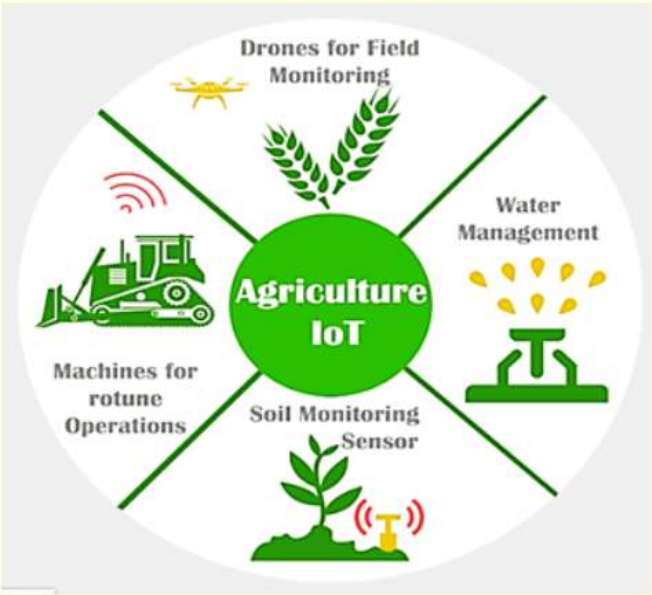 Drones for Field
Monitoring
Water
Management
Agriculture
IoT
Machines for
rotune
Operations
Soil Monitoring
Sensor